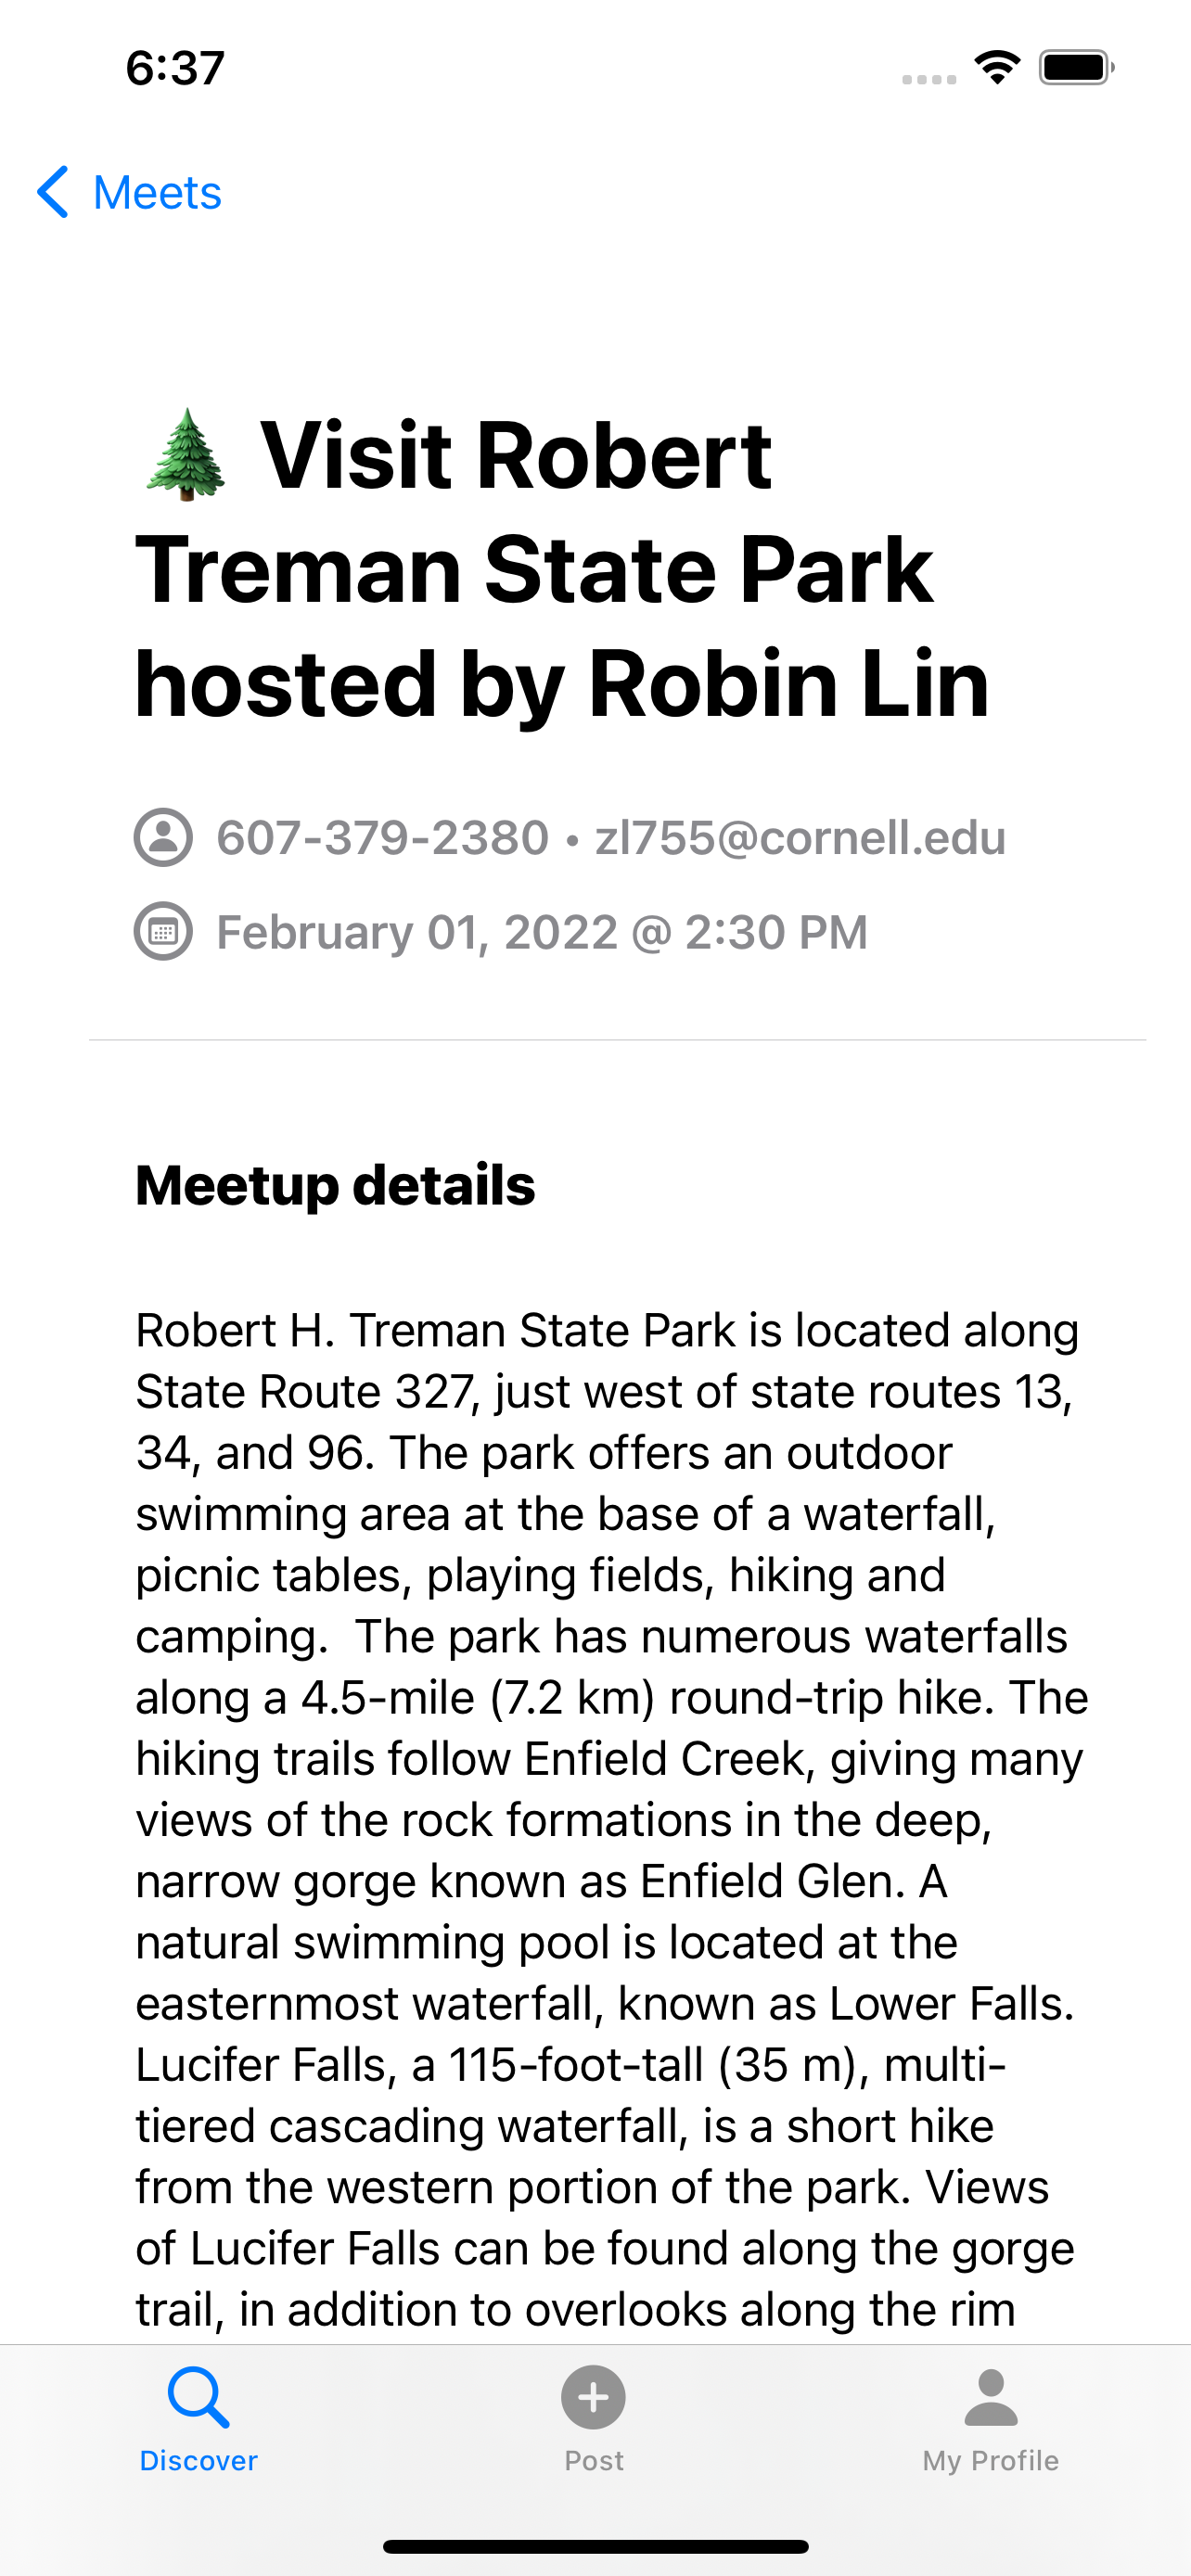 6:37
Meets
🌲 Visit Robert
Treman State Park
hosted by Robin Lin
607-379-2380 • zl755@cornell.edu
February 01, 2022 @ 2:30 PM
Meetup details
Robert H. Treman State Park is located along
State Route 327, just west of state routes 13,
34, and 96. The park offers an outdoor
swimming area at the base of a waterfall,
picnic tables, playing fields, hiking and
camping.  The park has numerous waterfalls
along a 4.5-mile (7.2 km) round-trip hike. The
hiking trails follow Enfield Creek, giving many
views of the rock formations in the deep,
narrow gorge known as Enfield Glen. A
natural swimming pool is located at the
easternmost waterfall, known as Lower Falls.
Lucifer Falls, a 115-foot-tall (35 m), multi-
tiered cascading waterfall, is a short hike
from the western portion of the park. Views
of Lucifer Falls can be found along the gorge
trail, in addition to overlooks along the rim
Discover
Post
My Profile